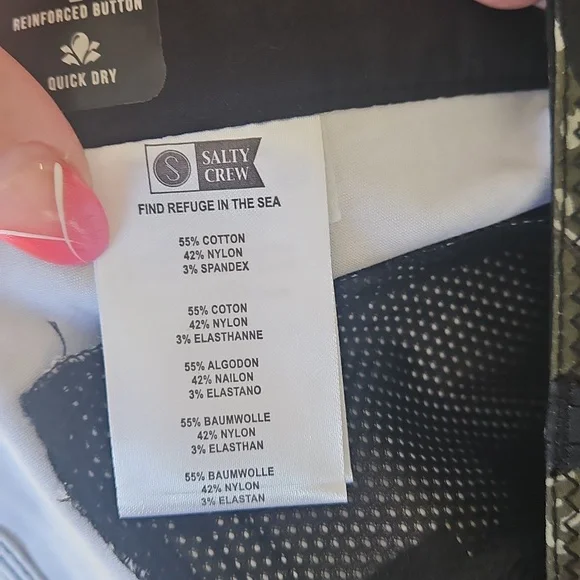 REINFORCED BUTTON
QUICK DRY
S
SALTY
CREW
FIND REFUGE IN THE SEA
55% COTTON
42% NYLON
3% SPANDEX
55% COTON
42% NYLON
3% ELASTHANNE
55% ALGODON
42% NAILON
3% ELASTANO
55% BAUMWOLLE
42% NYLON
3% ELASTHAN
55% BAUMWOLLE
42% NYLON
3% ELASTAN